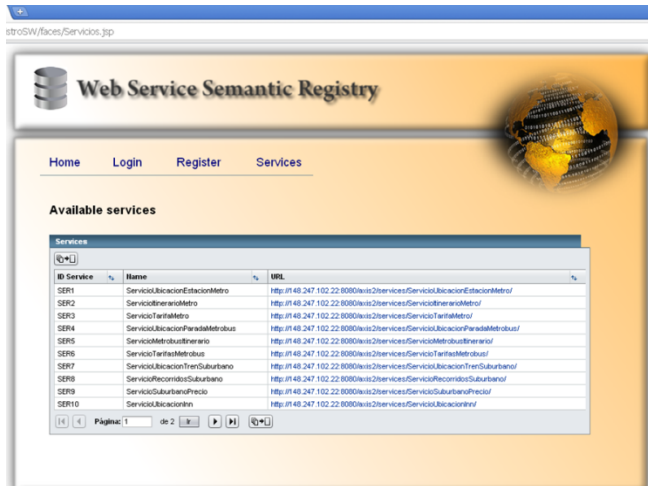 stroSW/faces/Servicios.jsp
Web Service Semantic Registry
Home Login Register Services
Available services
Services
ID Service Name URL
SER1 ServicioUbicacionEstacionMetro http://148.247.102.22:8080/axis2/services/ServicioUbicacionEstacionMetro/
SER2 ServicioItinerarioMetro http://148.247.102.22:8080/axis2/services/ServicioItinerarioMetro/
SER3 ServicioTarifaMetro http://148.247.102.22:8080/axis2/services/ServicioTarifaMetro/
SER4 ServicioUbicacionParadaMetrobus http://148.247.102.22:8080/axis2/services/ServicioUbicacionParadaMetrobus/
SER5 ServicioMetrobusItinerario http://148.247.102.22:8080/axis2/services/ServicioMetrobusItinerario/
SER6 ServicioTarifasMetrobus http://148.247.102.22:8080/axis2/services/ServicioTarifasMetrobus/
SER7 ServicioUbicacionTrenSuburbano http://148.247.102.22:8080/axis2/services/ServicioUbicacionTrenSuburbano/
SER8 ServicioRecorridosSuburbano http://148.247.102.22:8080/axis2/services/ServicioRecorridosSuburbano/
SER9 ServicioSuburbanoPrecio http://148.247.102.22:8080/axis2/services/ServicioSuburbanoPrecio/
SER10 ServicioUbicacionInn http://148.247.102.22:8080/axis2/services/ServicioUbicacionInn/
Página: 1 de 2 Ir